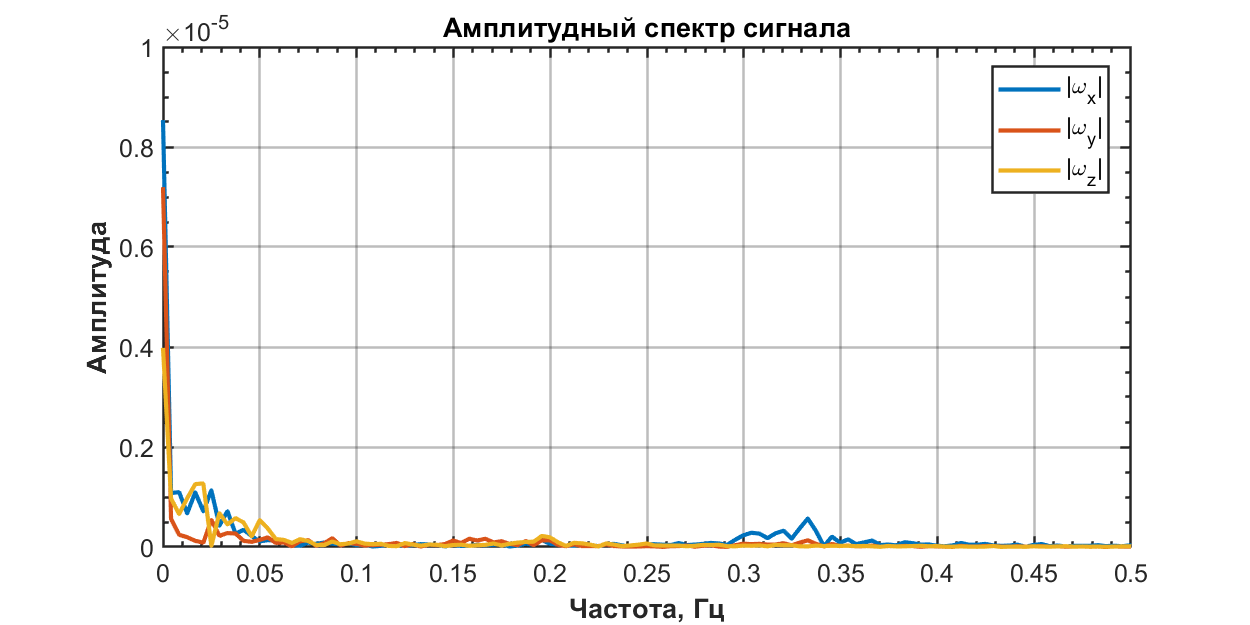 Амплитудный спектр сигнала
×10-5
1
0.8
0.6
0.4
0.2
0
Амплитуда
|ωx|
|ωy|
|ωz|
0 0.05 0.1 0.15 0.2 0.25 0.3 0.35 0.4 0.45 0.5
Частота, Гц